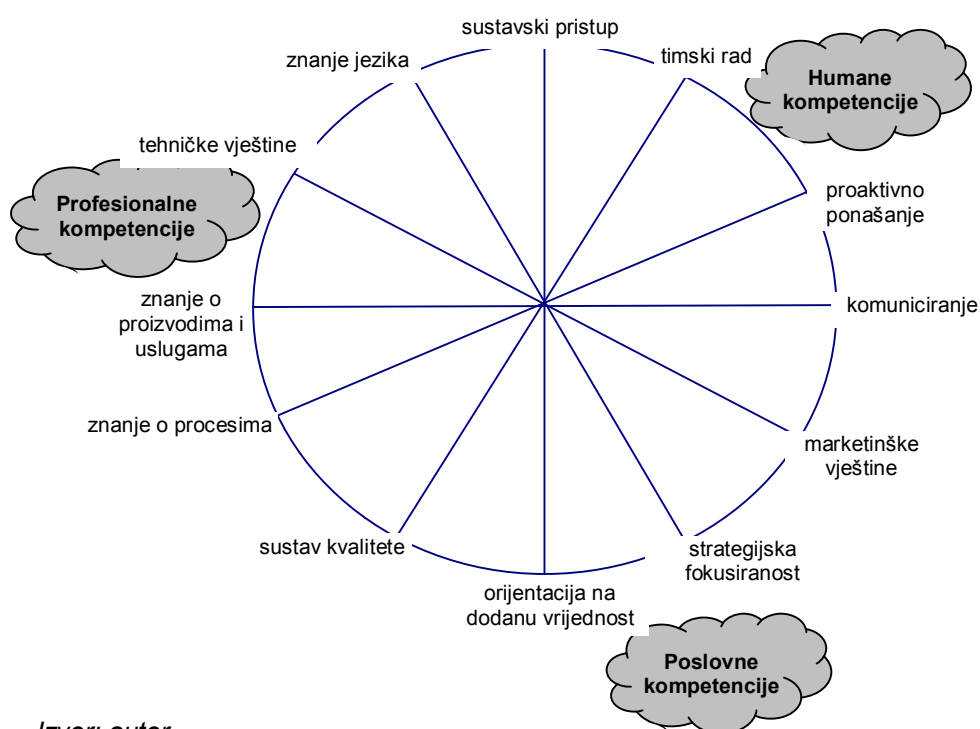 sustavski pristup
timski rad
Humane
kompetencije
proaktivno
ponašanje
komuniciranje
marketinške
vještine
strategijska
fokusiranost
Poslovne
kompetencije
orijentacija na
dodanu vrijednost
sustav kvalitete
znanje o procesima
znanje o
proizvodima i
uslugama
Profesionalne
kompetencije
tehničke vještine
znanje jezika